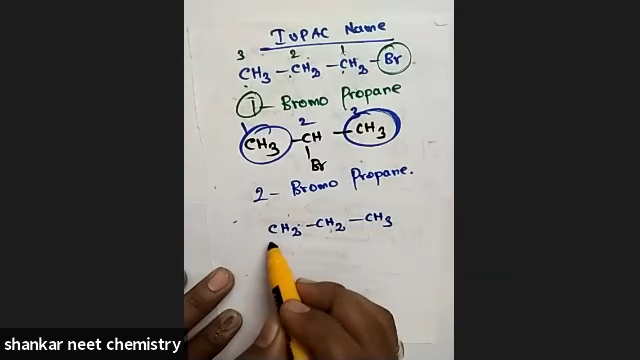 IUPAC Name
3 2 1
CH3 - CH2 - CH2 - Br
1 - Bromo Propane
1 2 3
CH3 - CH - CH3
Br
2 - Bromo Propane.
CH2 - CH2 - CH3
shankar neet chemistry